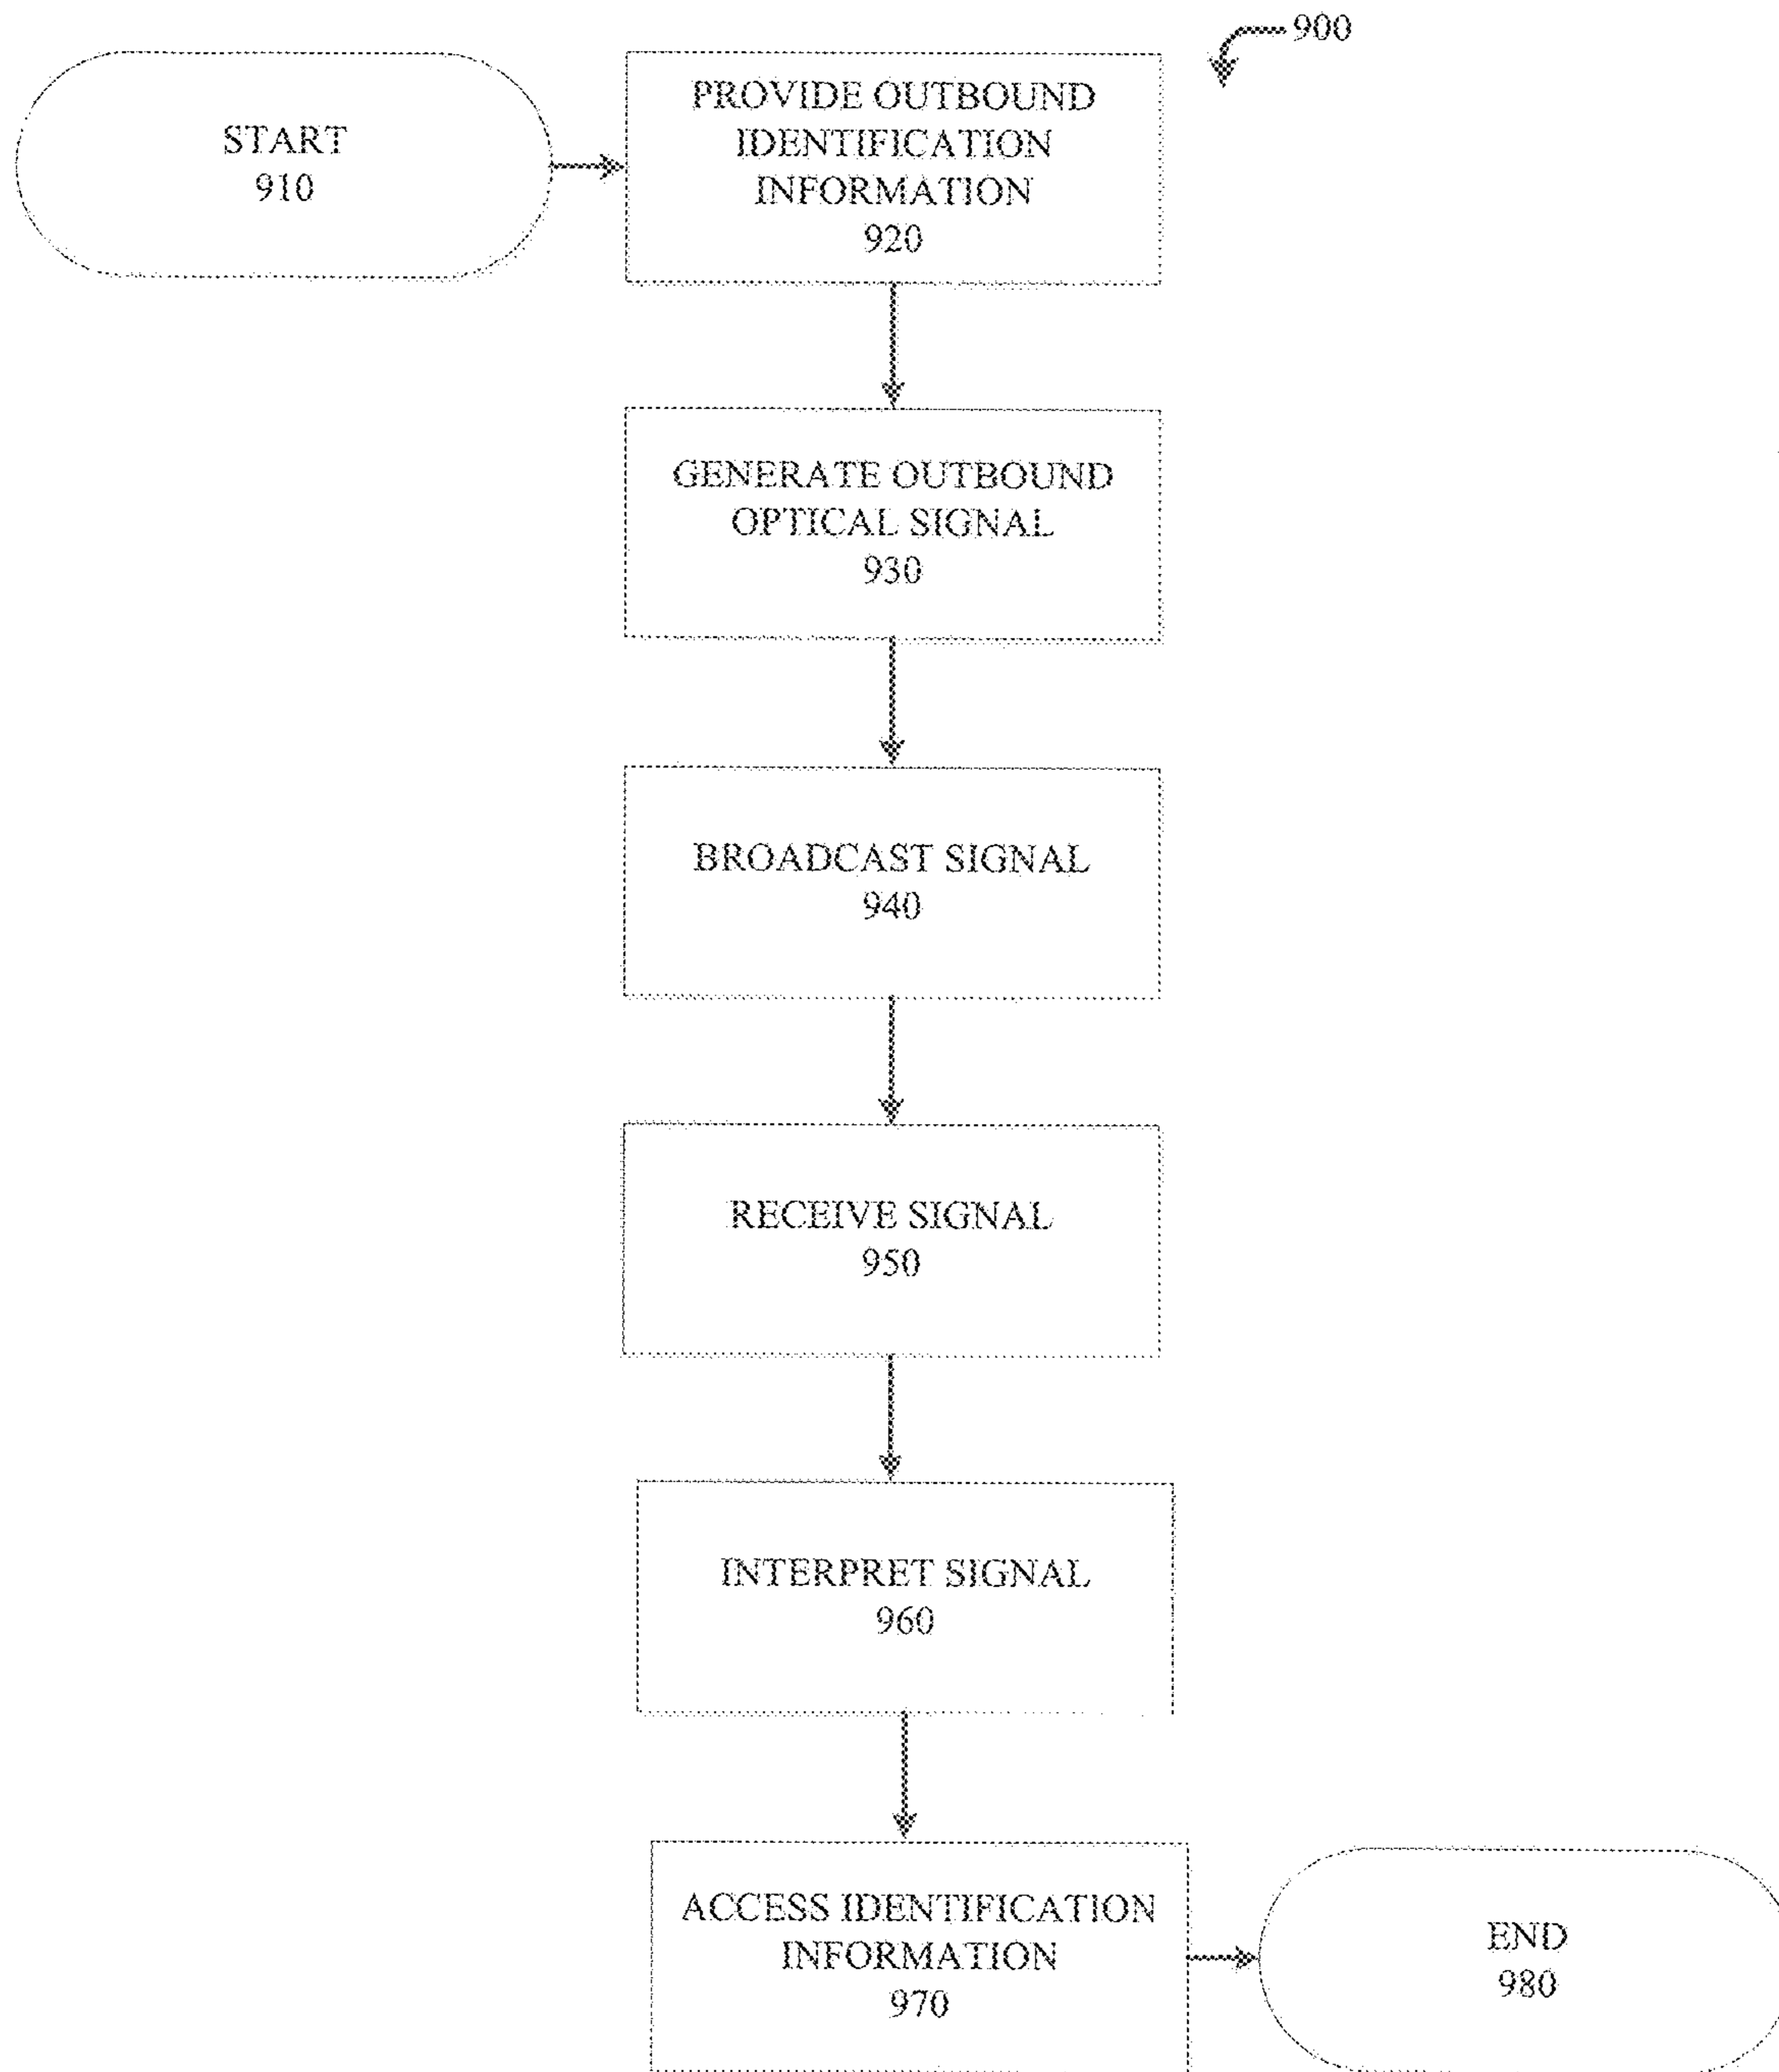 900
START
910
PROVIDE OUTBOUND
IDENTIFICATION
INFORMATION
920
GENERATE OUTBOUND
OPTICAL SIGNAL
930
BROADCAST SIGNAL
940
RECEIVE SIGNAL
950
INTERPRET SIGNAL
960
ACCESS IDENTIFICATION
INFORMATION
970
END
980